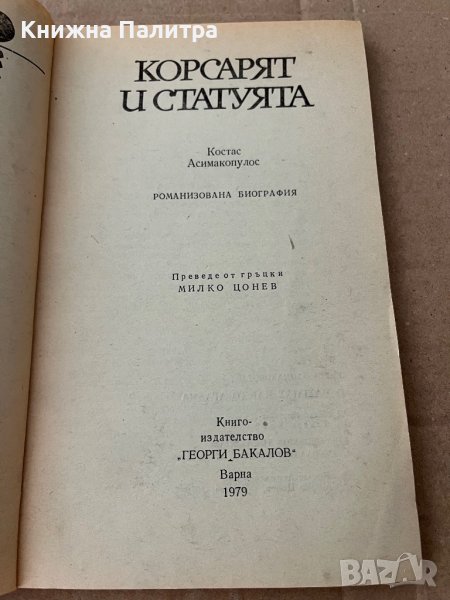 Книжна Палитра
КОРСАРЯТ
И СТАТУЯТА
Костас
Асимакопулос
РОМАНИЗОВАНА БИОГРАФИЯ
Преведе от гръцки
МИЛКО ЦОНЕВ
Книго-
издателство
„ГЕОРГИ БАКАЛОВ“
Варна
1979
BAZAR